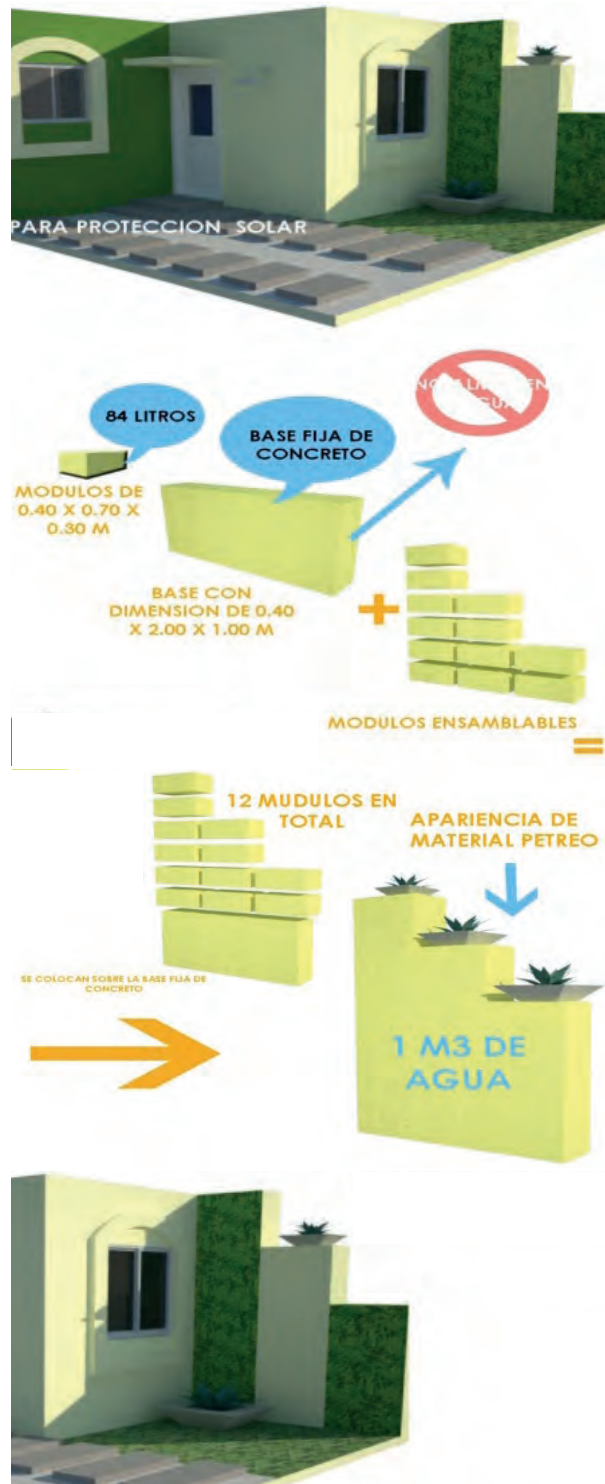 PARA PROTECCION SOLAR
84 LITROS
BASE FIJA DE
CONCRETO
MODULOS DE
0.40 X 0.70 X
0.30 M
BASE CON
DIMENSION DE 0.40
X 2.00 X 1.00 M
+
MODULOS ENSAMBLABLES
=
12 MUDULOS EN
TOTAL
APARIENCIA DE
MATERIAL PETREO
SE COLOCAN SOBRE LA BASE FIJA DE
CONCRETO
1 M3 DE
AGUA